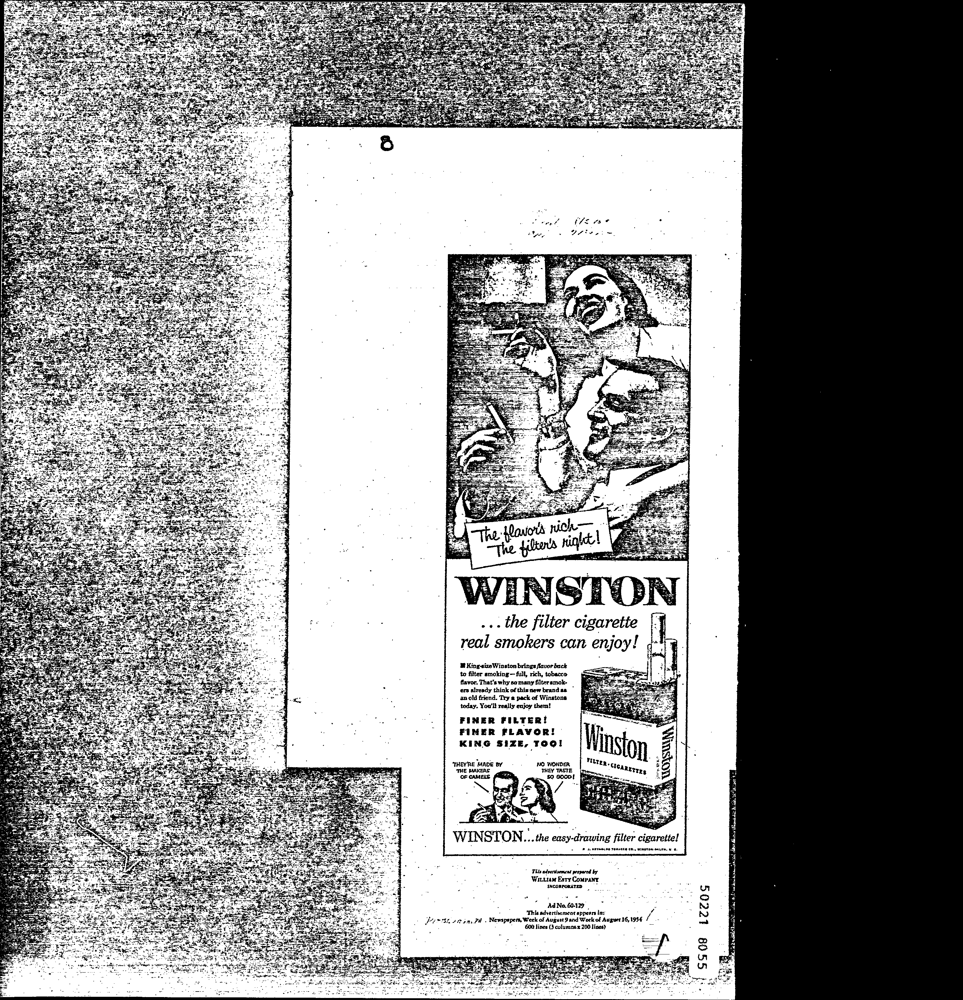 8
The flavor's rich—
The filter's right!
WINSTON
... the filter cigarette
real smokers can enjoy!
■ King-size Winston brings flavor back
to filter smoking—full, rich, tobacco
flavor. That's why so many filter smok-
ers already think of this new brand as
an old friend. Try a pack of Winstons
today. You'll really enjoy them!
FINER FILTER!
FINER FLAVOR!
KING SIZE, TOO!
Winston
FILTER · CIGARETTES
Winston
THEY'RE MADE BY
THE MAKERS
OF CAMELS
NO WONDER
THEY TASTE
SO GOOD!
WINSTON...the easy-drawing filter cigarette!
R. J. REYNOLDS TOBACCO CO., WINSTON-SALEM, N. C.
This advertisement prepared by
WILLIAM ESTY COMPANY
INCORPORATED
Ad No. 60-129
This advertisement appears in:
Newspapers, Week of August 9 and Week of August 16, 1954
600 lines (3 columns x 200 lines)
50221 8055